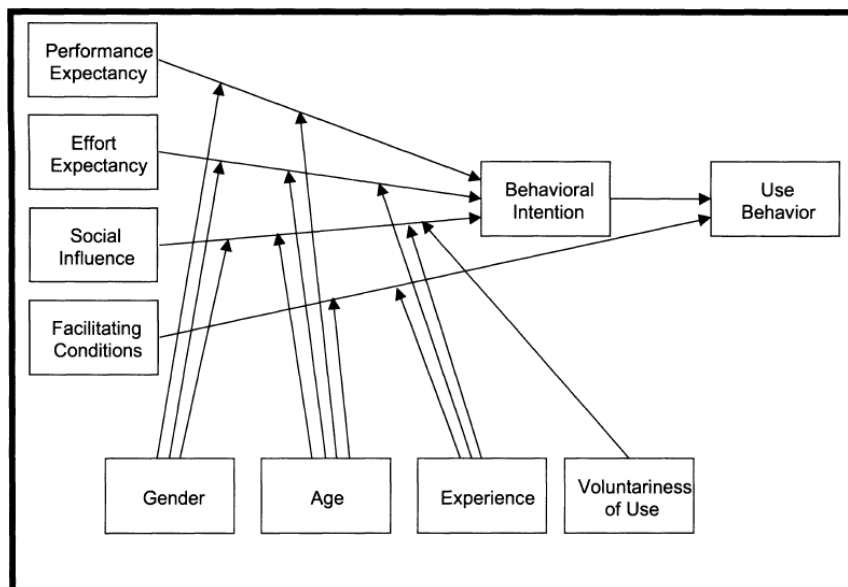 Performance
Expectancy
Effort
Expectancy
Social
Influence
Facilitating
Conditions
Behavioral
Intention
Use
Behavior
Gender
Age
Experience
Voluntariness
of Use